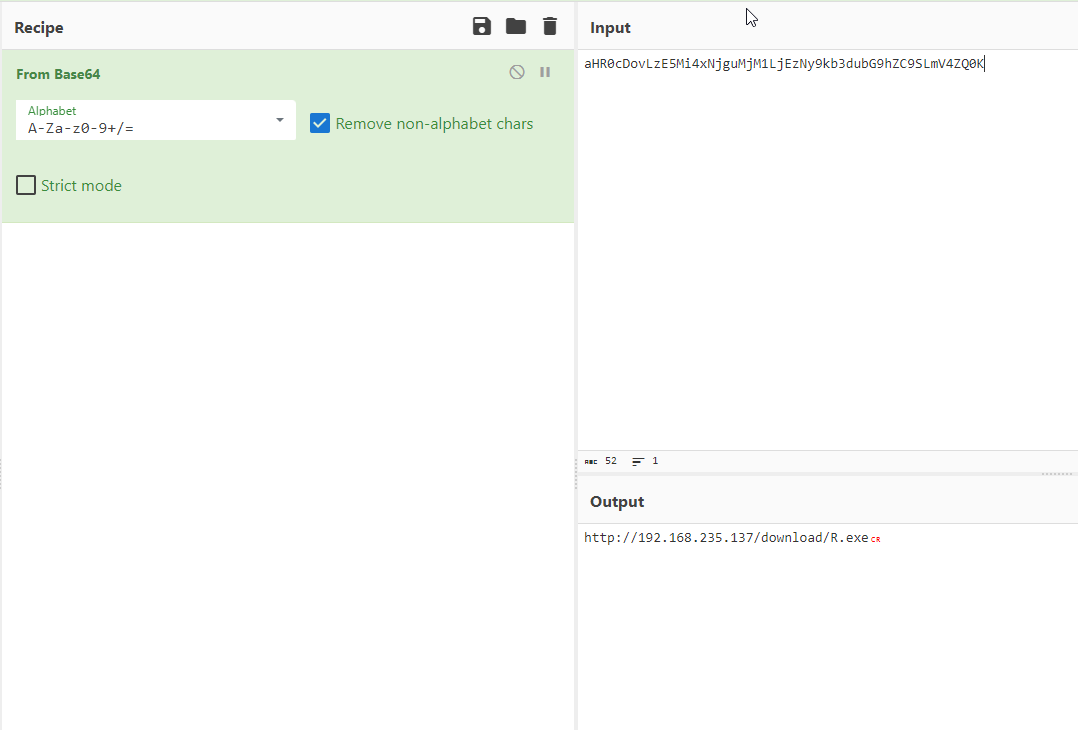 Recipe
From Base64
Alphabet
A-Za-z0-9+/=
Remove non-alphabet chars
Strict mode
Input
aHR0cDovLzE5Mi4xNjguMjM1LjEzNy9kb3dubG9hZC9SLmV4ZQ0K
ABC 52 1
Output
http://192.168.235.137/download/R.exe CR